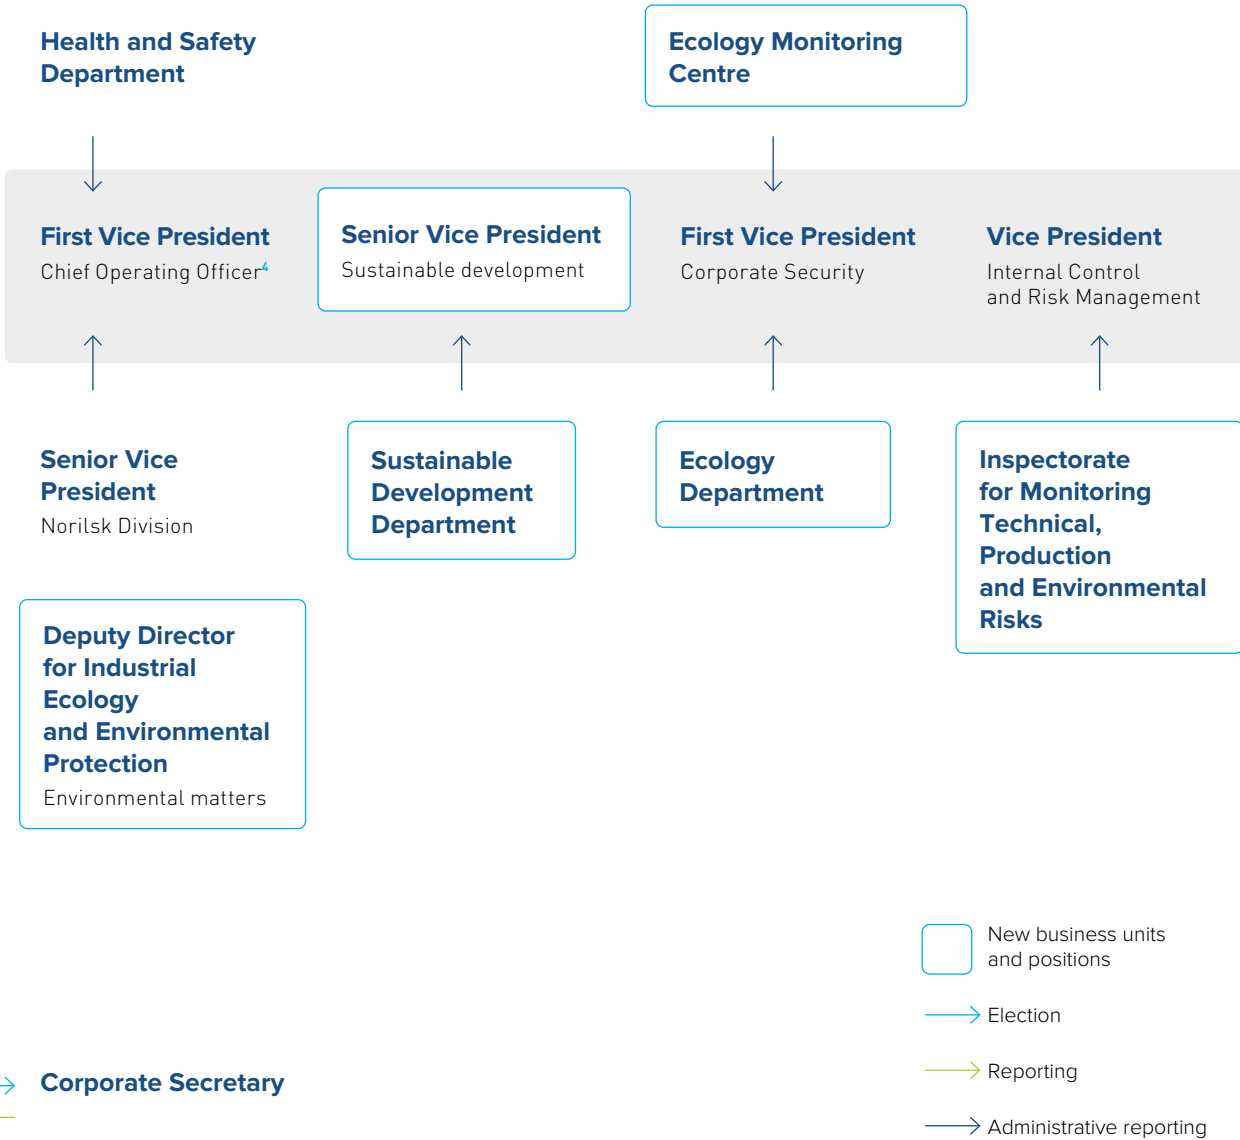 Health and Safety
Department
Ecology Monitoring
Centre
First Vice President
Chief Operating Officer⁴
Senior Vice President
Sustainable development
First Vice President
Corporate Security
Vice President
Internal Control
and Risk Management
Senior Vice
President
Norilsk Division
Sustainable
Development
Department
Ecology
Department
Inspectorate
for Monitoring
Technical,
Production
and Environmental
Risks
Deputy Director
for Industrial
Ecology
and Environmental
Protection
Environmental matters
New business units
and positions
Election
Reporting
Administrative reporting
Corporate Secretary